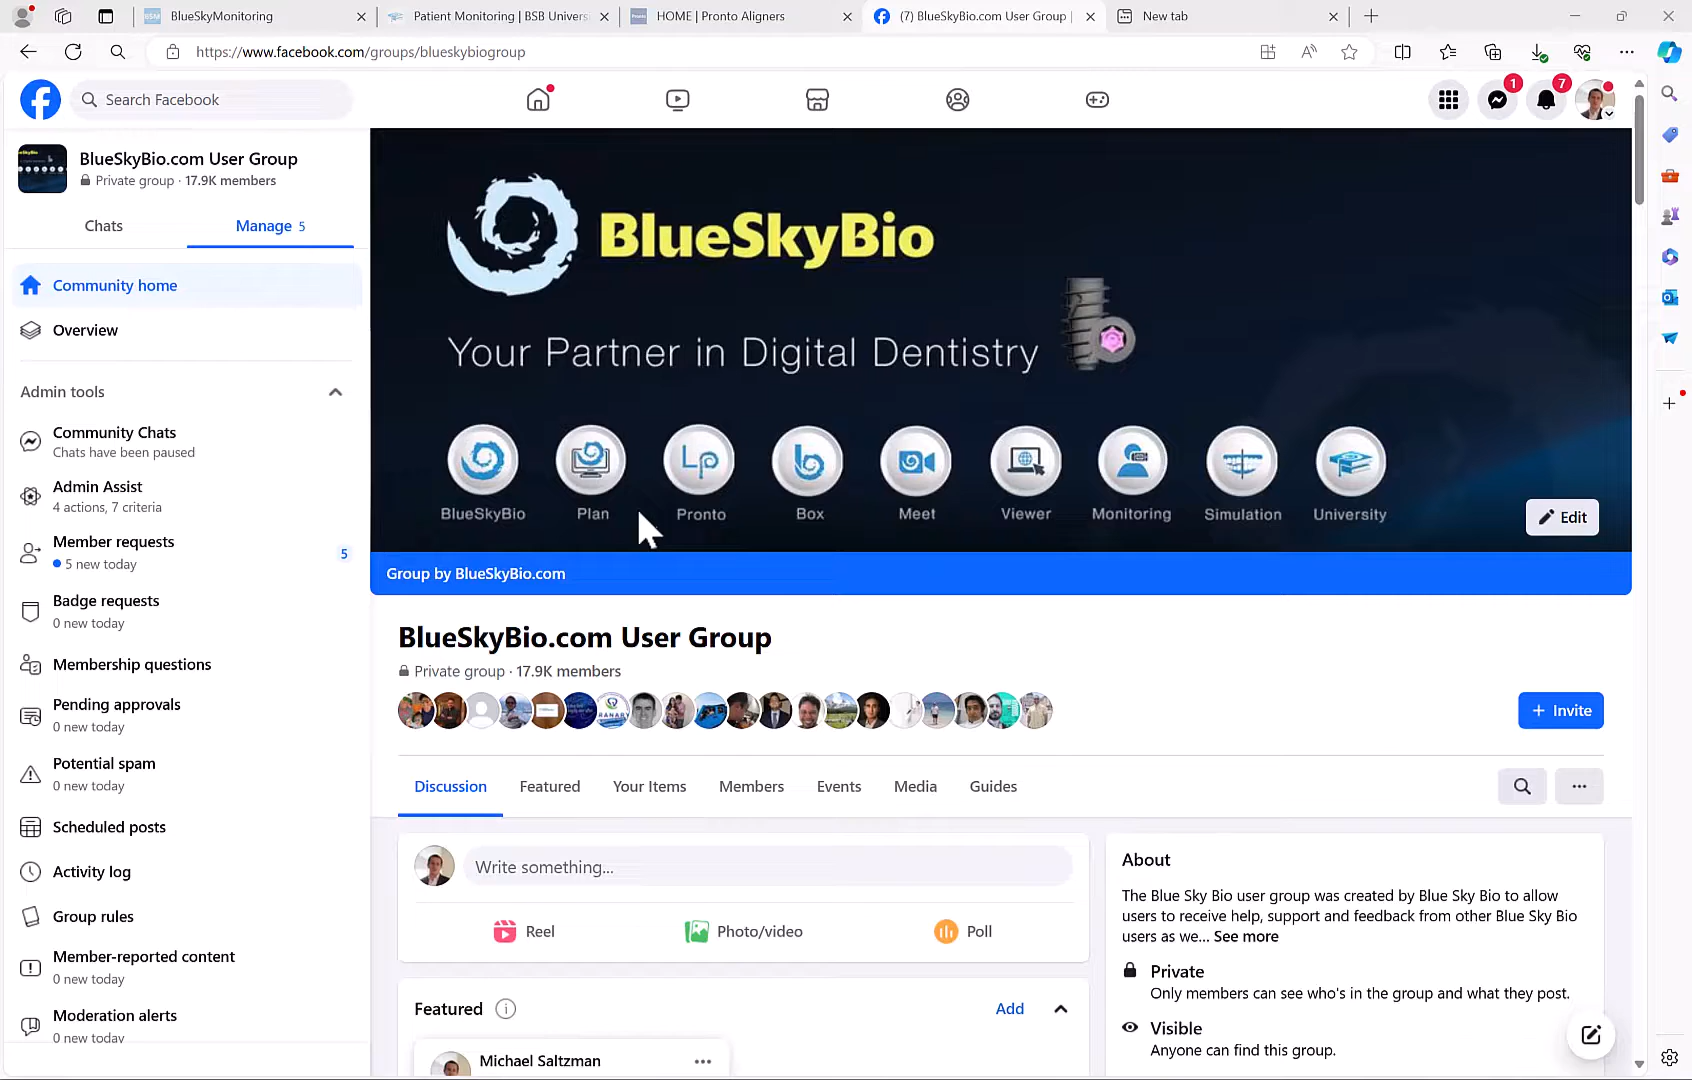 BlueSkyMonitoring
Patient Monitoring | BSB Univers
HOME | Pronto Aligners
(7) BlueSkyBio.com User Group |
New tab
https://www.facebook.com/groups/blueskybiogroup
Search Facebook
1
7
BlueSkyBio.com User Group
Private group · 17.9K members
Chats
Manage 5
Community home
Overview
Admin tools
Community Chats
Chats have been paused
Admin Assist
4 actions, 7 criteria
Member requests
5 new today
5
Badge requests
0 new today
Membership questions
Pending approvals
0 new today
Potential spam
0 new today
Scheduled posts
Activity log
Group rules
Member-reported content
0 new today
Moderation alerts
0 new today
BlueSkyBio
Your Partner in Digital Dentistry
BlueSkyBio
Plan
Pronto
Box
Meet
Viewer
Monitoring
Simulation
University
Edit
Group by BlueSkyBio.com
BlueSkyBio.com User Group
Private group · 17.9K members
+ Invite
Discussion
Featured
Your Items
Members
Events
Media
Guides
Write something...
Reel
Photo/video
Poll
Featured
Add
Michael Saltzman
About
The Blue Sky Bio user group was created by Blue Sky Bio to allow
users to receive help, support and feedback from other Blue Sky Bio
users as we... See more
Private
Only members can see who's in the group and what they post.
Visible
Anyone can find this group.